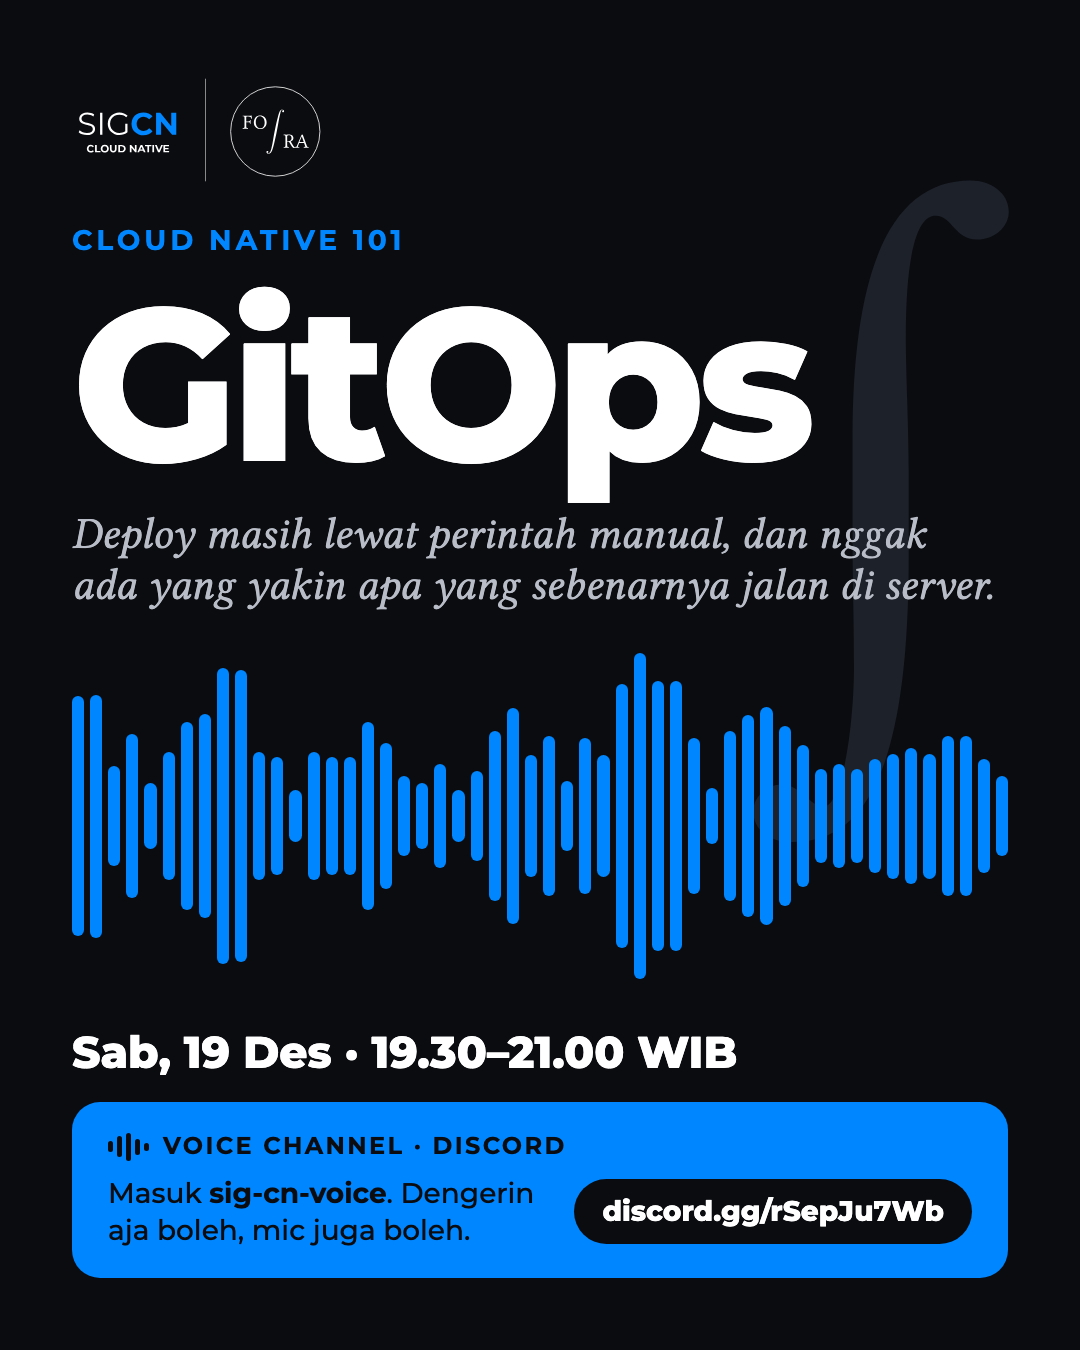 SIGCN
CLOUD NATIVE
FO RA
CLOUD NATIVE 101
GitOps
Deploy masih lewat perintah manual, dan nggak
ada yang yakin apa yang sebenarnya jalan di server.
Sab, 19 Des · 19.30–21.00 WIB
VOICE CHANNEL · DISCORD
Masuk sig-cn-voice. Dengerin
aja boleh, mic juga boleh.
discord.gg/rSepJu7Wb